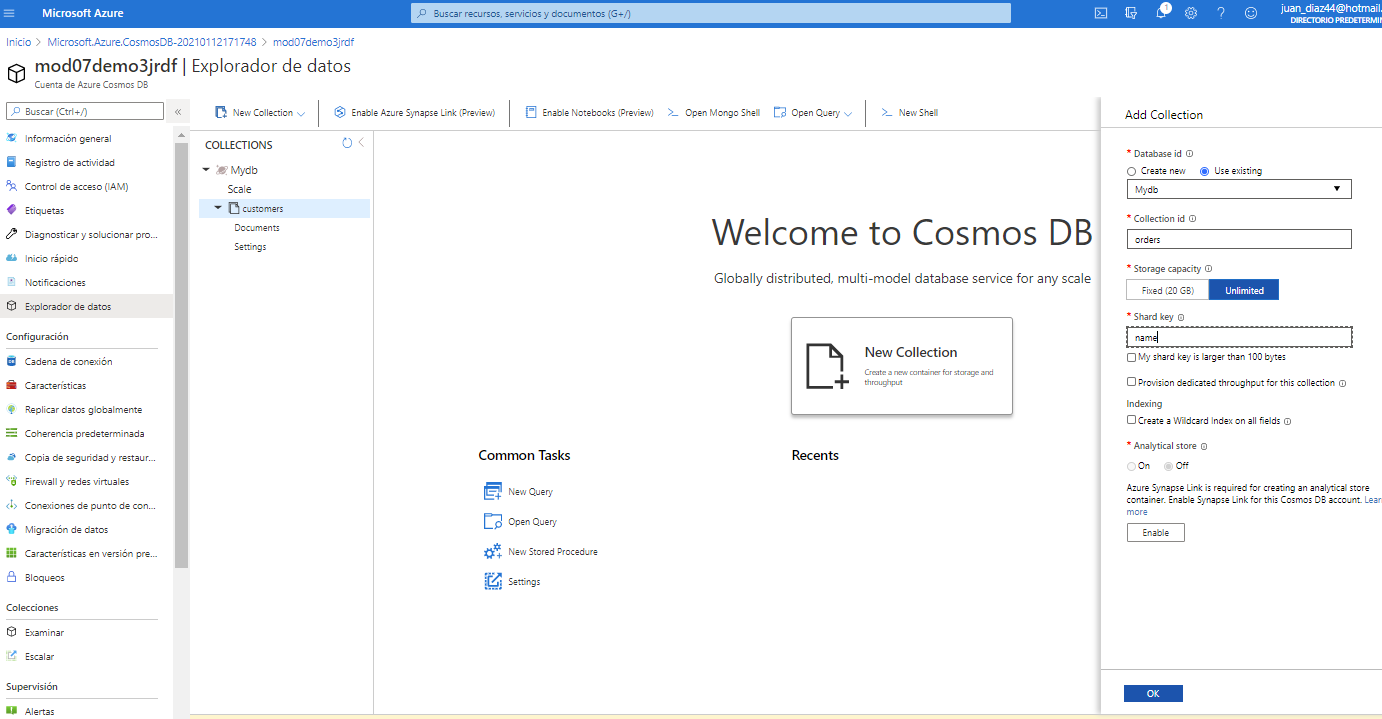 Microsoft Azure
Buscar recursos, servicios y documentos (G+/)
1
juan_diaz44@hotmail.
DIRECTORIO PREDETERMI
Inicio > Microsoft.Azure.CosmosDB-20210112171748 > mod07demo3jrdf
mod07demo3jrdf | Explorador de datos
Cuenta de Azure Cosmos DB
Buscar (Ctrl+/)
«
Información general
Registro de actividad
Control de acceso (IAM)
Etiquetas
Diagnosticar y solucionar pro...
Inicio rápido
Notificaciones
Explorador de datos
Configuración
Cadena de conexión
Características
Replicar datos globalmente
Coherencia predeterminada
Copia de seguridad y restaur...
Firewall y redes virtuales
Conexiones de punto de con...
Migración de datos
Características en versión pre...
Bloqueos
Colecciones
Examinar
Escalar
Supervisión
Alertas
New Collection
Enable Azure Synapse Link (Preview)
Enable Notebooks (Preview)
Open Mongo Shell
Open Query
New Shell
COLLECTIONS
Mydb
Scale
customers
Documents
Settings
Welcome to Cosmos DB
Globally distributed, multi-model database service for any scale
New Collection
Create a new container for storage and
throughput
Common Tasks
New Query
Open Query
New Stored Procedure
Settings
Recents
Add Collection
* Database id
Create new Use existing
Mydb
* Collection id
orders
* Storage capacity
Fixed (20 GB) Unlimited
* Shard key
name
My shard key is larger than 100 bytes
Provision dedicated throughput for this collection
Indexing
Create a Wildcard Index on all fields
* Analytical store
On Off
Azure Synapse Link is required for creating an analytical store
container. Enable Synapse Link for this Cosmos DB account. Lear
more
Enable
OK